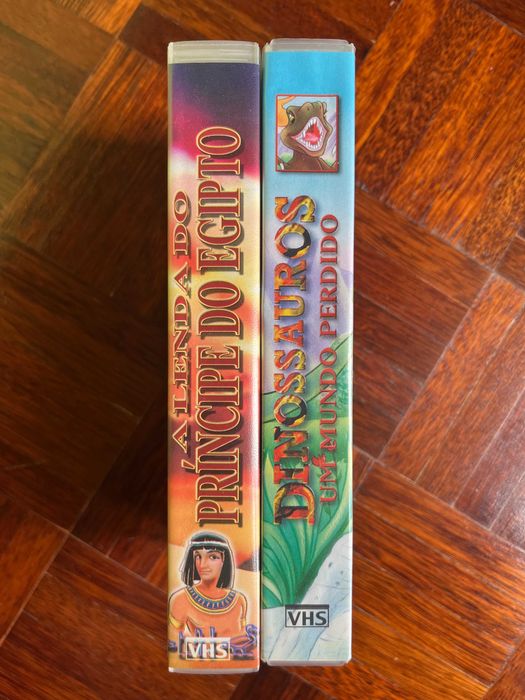 A LENDA DO
PRÍNCIPE DO EGIPTO
VHS
DINOSSAUROS
UM MUNDO PERDIDO
VHS